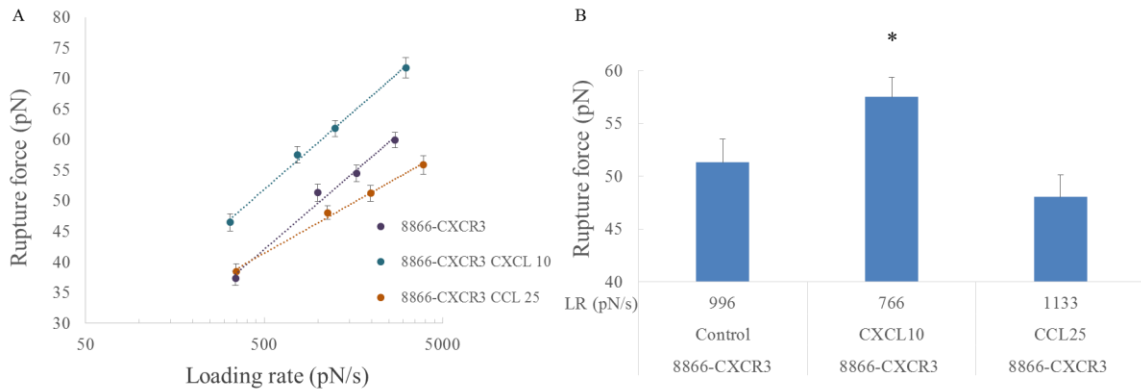 A
80
75
70
65
60
55
50
45
40
35
30
Rupture force (pN)
50
500
5000
Loading rate (pN/s)
8866-CXCR3
8866-CXCR3 CXCL 10
8866-CXCR3 CCL 25
B
*
60
55
50
45
40
Rupture force (pN)
LR (pN/s) 996 766 1133
Control CXCL10 CCL25
8866-CXCR3 8866-CXCR3 8866-CXCR3